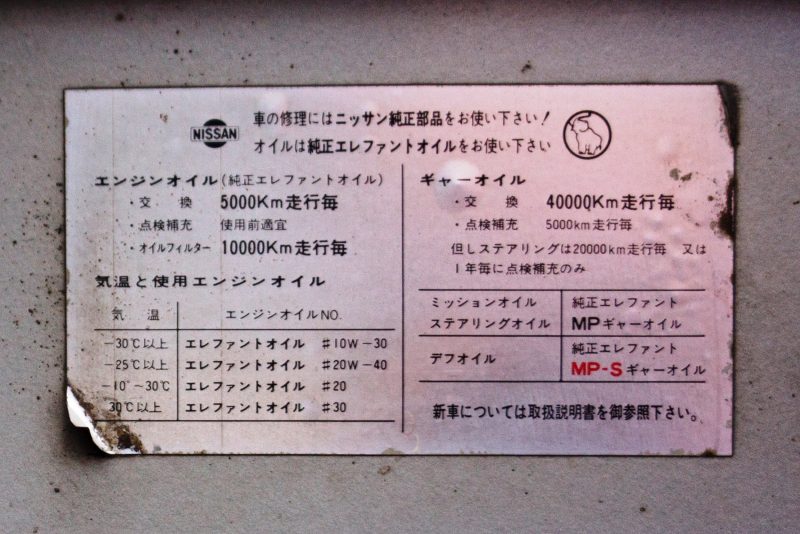 NISSAN
車の修理にはニッサン純正部品をお使い下さい!
オイルは純正エレファントオイルをお使い下さい
エンジンオイル(純正エレファントオイル)
・交 換 5000Km走行毎
・点検補充 使用前適宜
・オイルフィルター 10000Km走行毎
気温と使用エンジンオイル
気 温 エンジンオイルNO.
-30℃以上 エレファントオイル #10W-30
-25℃以上 エレファントオイル #20W-40
-10°~30℃ エレファントオイル #20
30℃以上 エレファントオイル #30
ギャーオイル
・交 換 40000Km走行毎
・点検補充 5000km走行毎
但しステアリングは20000km走行毎 又は
1年毎に点検補充のみ
ミッションオイル 純正エレファント
ステアリングオイル MPギャーオイル
デフオイル 純正エレファント
MP-Sギャーオイル
新車については取扱説明書を御参照下さい。